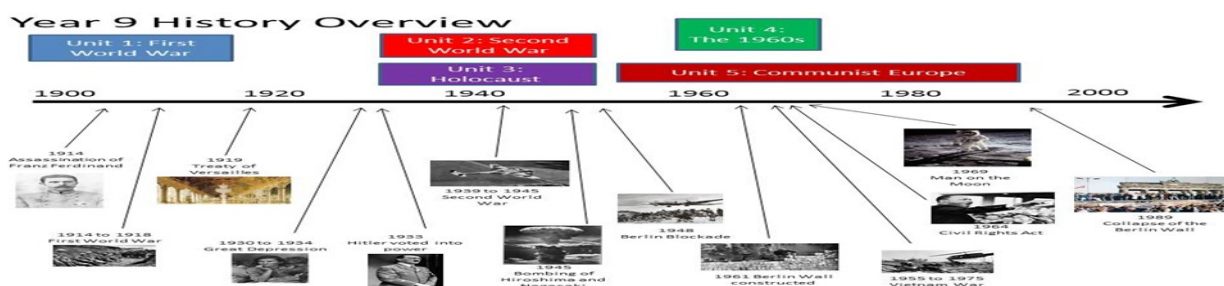 Year 9 History Overview
Unit 1: First
World War
Unit 2: Second
World War
Unit 3:
Holocaust
Unit 4:
The 1960s
Unit 5: Communist Europe
1900
1920
1940
1960
1980
2000
1914
Assassination of
Franz Ferdinand
1914 to 1918
First World War
1919
Treaty of
Versailles
1930 to 1934
Great Depression
1933
Hitler voted into
power
1939 to 1945
Second World
War
1945
Bombing of
Hiroshima and
Nagasaki
1948
Berlin Blockade
1961 Berlin Wall
constructed
1955 to 1975
Vietnam War
1964
Civil Rights Act
1969
Man on the
Moon
1989
Collapse of the
Berlin Wall